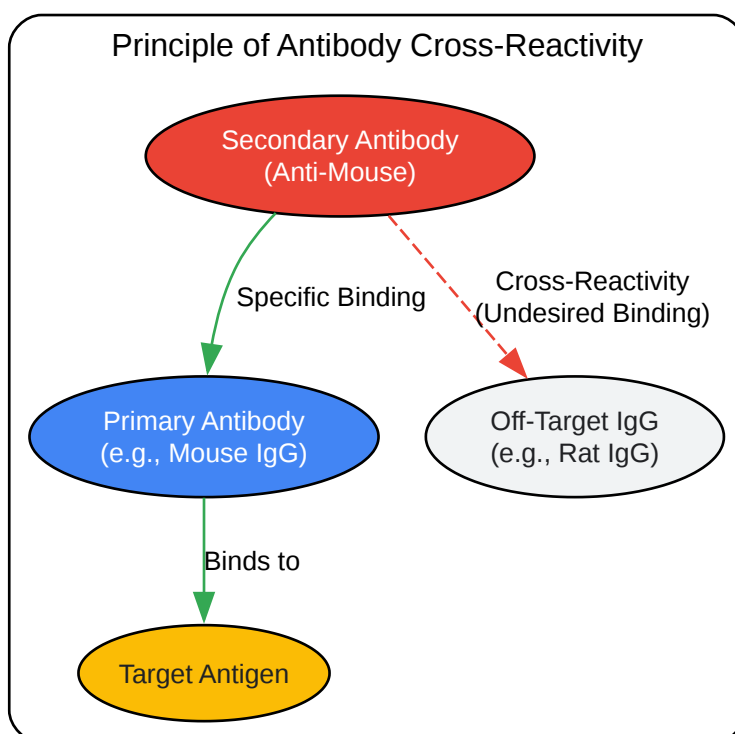 Principle of Antibody Cross-Reactivity
Secondary Antibody
(Anti-Mouse)
Specific Binding
Cross-Reactivity
(Undesired Binding)
Primary Antibody
(e.g., Mouse IgG)
Off-Target IgG
(e.g., Rat IgG)
Binds to
Target Antigen